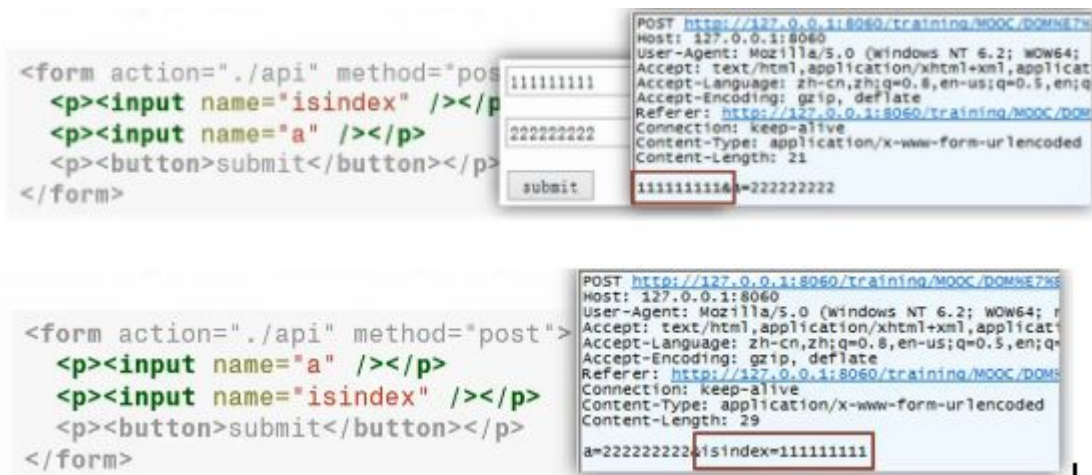 <form action="./api" method="pos
<p><input name="isindex" /></p
<p><input name="a" /></p>
<p><button>submit</button></p>
</form>
111111111
222222222
submit
POST http://127.0.0.1:8060/training/MOOC/DOM%E7%
Host: 127.0.0.1:8060
User-Agent: Mozilla/5.0 (Windows NT 6.2; WOW64;
Accept: text/html,application/xhtml+xml,applicat
Accept-Language: zh-cn,zh;q=0.8,en-us;q=0.5,en;q
Accept-Encoding: gzip, deflate
Referer: http://127.0.0.1:8060/training/MOOC/DOM
Connection: keep-alive
Content-Type: application/x-www-form-urlencoded
Content-Length: 21
111111111&a=222222222
<form action="./api" method="post">
<p><input name="a" /></p>
<p><input name="isindex" /></p>
<p><button>submit</button></p>
</form>
POST http://127.0.0.1:8060/training/MOOC/DOM%E7%
Host: 127.0.0.1:8060
User-Agent: Mozilla/5.0 (Windows NT 6.2; WOW64; r
Accept: text/html,application/xhtml+xml,applicati
Accept-Language: zh-cn,zh;q=0.8,en-us;q=0.5,en;q=
Accept-Encoding: gzip, deflate
Referer: http://127.0.0.1:8060/training/MOOC/DOM%
Connection: keep-alive
Content-Type: application/x-www-form-urlencoded
Content-Length: 29
a=222222222&isindex=111111111